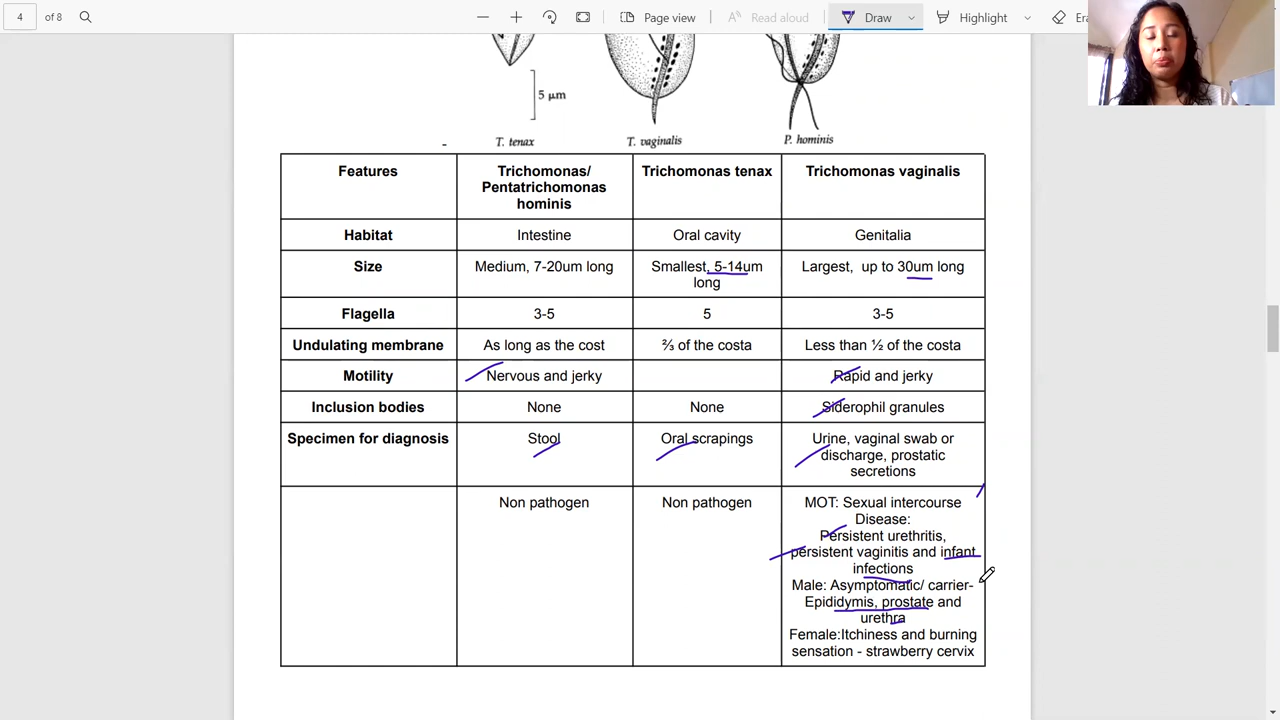 4 of 8 Page view Read aloud Draw Highlight
5 µm
T. tenax T. vaginalis P. hominis
Features Trichomonas/ Trichomonas tenax Trichomonas vaginalis
Pentatrichomonas
hominis
Habitat Intestine Oral cavity Genitalia
Size Medium, 7-20um long Smallest, 5-14um Largest, up to 30um long
long
Flagella 3-5 5 3-5
Undulating membrane As long as the cost ⅔ of the costa Less than ½ of the costa
Motility Nervous and jerky Rapid and jerky
Inclusion bodies None None Siderophil granules
Specimen for diagnosis Stool Oral scrapings Urine, vaginal swab or
discharge, prostatic
secretions
Non pathogen Non pathogen MOT: Sexual intercourse
Disease:
Persistent urethritis,
persistent vaginitis and infant
infections
Male: Asymptomatic/ carrier-
Epididymis, prostate and
urethra
Female:Itchiness and burning
sensation - strawberry cervix